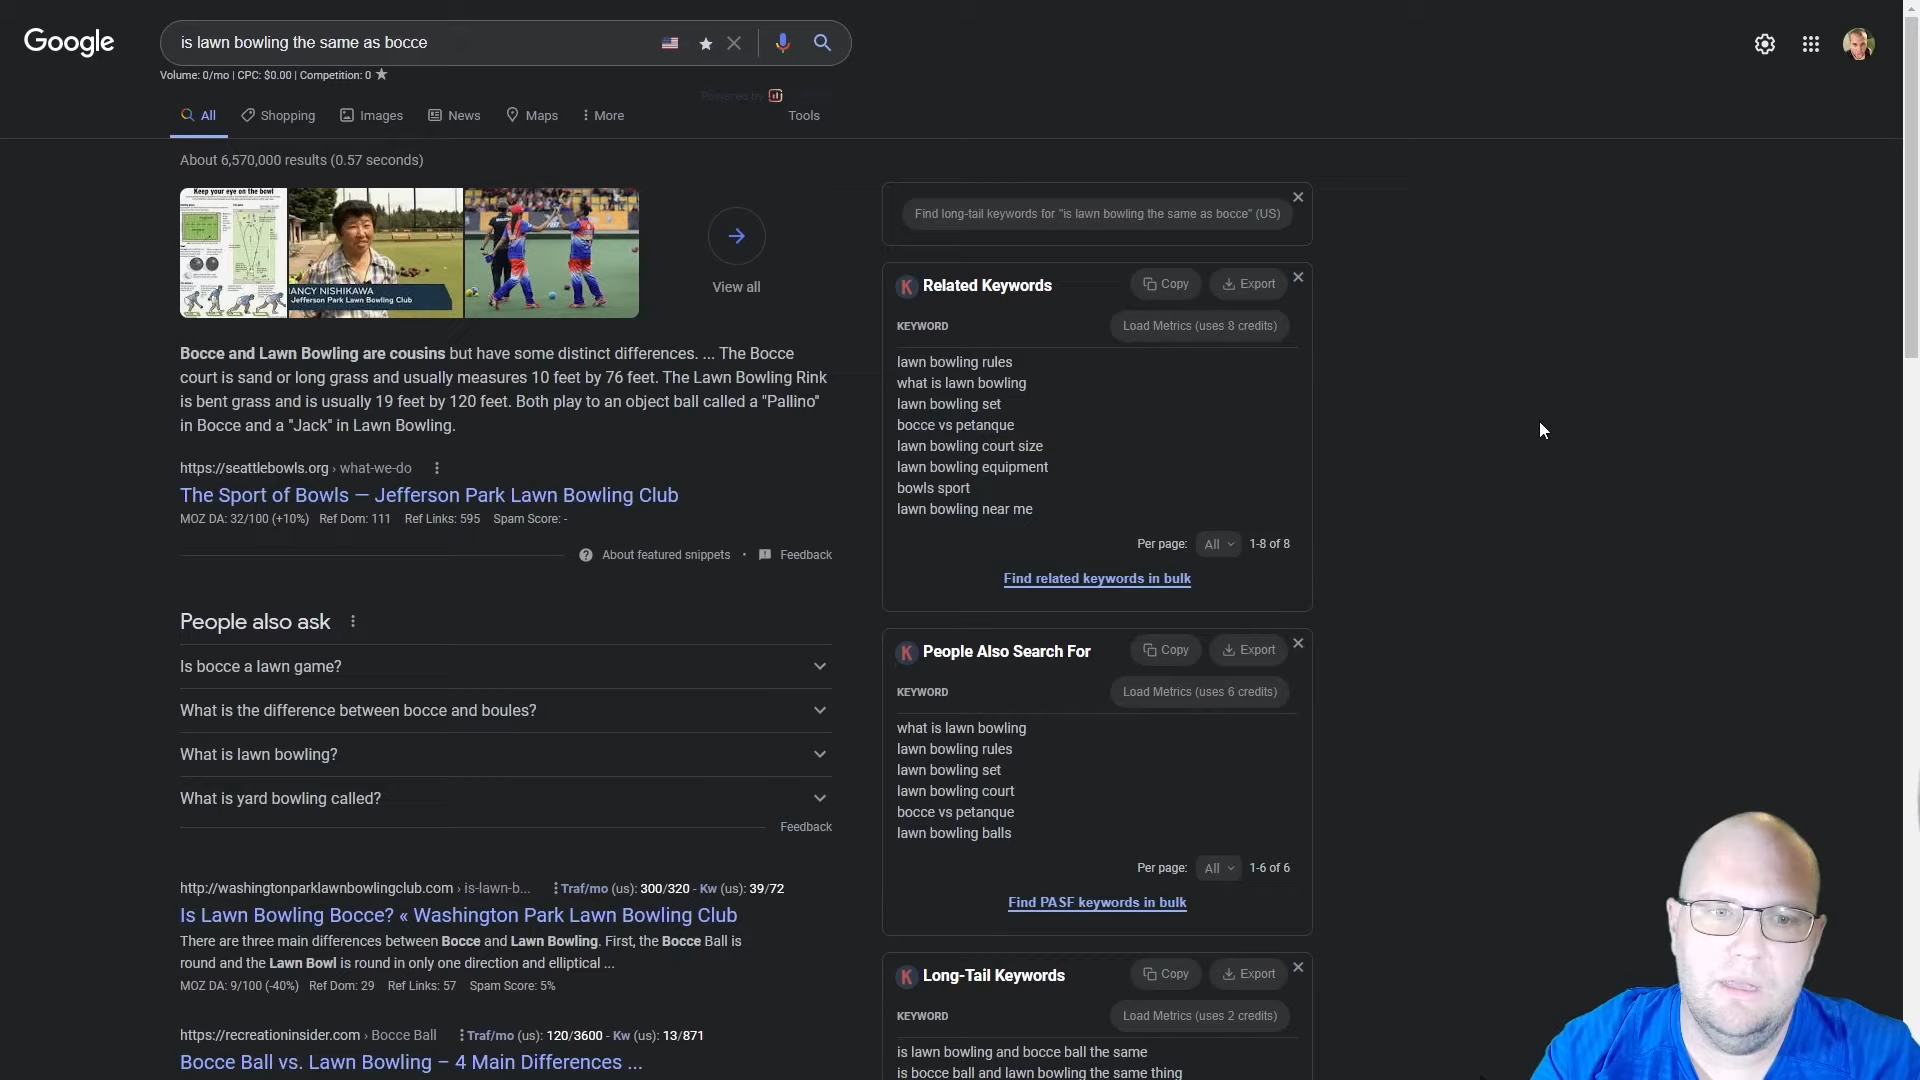 Google
is lawn bowling the same as bocce
Volume: 0/mo | CPC: $0.00 | Competition: 0
Powered by
All
Shopping
Images
News
Maps
More
Tools
About 6,570,000 results (0.57 seconds)
Keep your eye on the bowl
NANCY NISHIKAWA
Jefferson Park Lawn Bowling Club
View all
Bocce and Lawn Bowling are cousins but have some distinct differences. ... The Bocce
court is sand or long grass and usually measures 10 feet by 76 feet. The Lawn Bowling Rink
is bent grass and is usually 19 feet by 120 feet. Both play to an object ball called a "Pallino"
in Bocce and a "Jack" in Lawn Bowling.
https://seattlebowls.org › what-we-do
The Sport of Bowls — Jefferson Park Lawn Bowling Club
MOZ DA: 32/100 (+10%) Ref Dom: 111 Ref Links: 595 Spam Score: -
About featured snippets • Feedback
People also ask
Is bocce a lawn game?
What is the difference between bocce and boules?
What is lawn bowling?
What is yard bowling called?
Feedback
http://washingtonparklawnbowlingclub.com › is-lawn-b... Traf/mo (us): 300/320 - Kw (us): 39/72
Is Lawn Bowling Bocce? « Washington Park Lawn Bowling Club
There are three main differences between Bocce and Lawn Bowling. First, the Bocce Ball is
round and the Lawn Bowl is round in only one direction and elliptical ...
MOZ DA: 9/100 (-40%) Ref Dom: 29 Ref Links: 57 Spam Score: 5%
https://recreationinsider.com › Bocce Ball Traf/mo (us): 120/3600 - Kw (us): 13/871
Bocce Ball vs. Lawn Bowling – 4 Main Differences ...
Find long-tail keywords for "is lawn bowling the same as bocce" (US)
K Related Keywords
Copy
Export
KEYWORD
Load Metrics (uses 8 credits)
lawn bowling rules
what is lawn bowling
lawn bowling set
bocce vs petanque
lawn bowling court size
lawn bowling equipment
bowls sport
lawn bowling near me
Per page: All 1-8 of 8
Find related keywords in bulk
K People Also Search For
Copy
Export
KEYWORD
Load Metrics (uses 6 credits)
what is lawn bowling
lawn bowling rules
lawn bowling set
lawn bowling court
bocce vs petanque
lawn bowling balls
Per page: All 1-6 of 6
Find PASF keywords in bulk
K Long-Tail Keywords
Copy
Export
KEYWORD
Load Metrics (uses 2 credits)
is lawn bowling and bocce ball the same
is bocce ball and lawn bowling the same thing